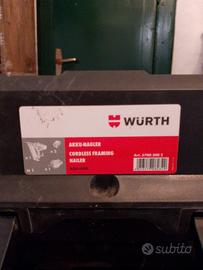 WÜRTH
AKKU-NAGLER
CORDLESS FRAMING
NAILER
subito